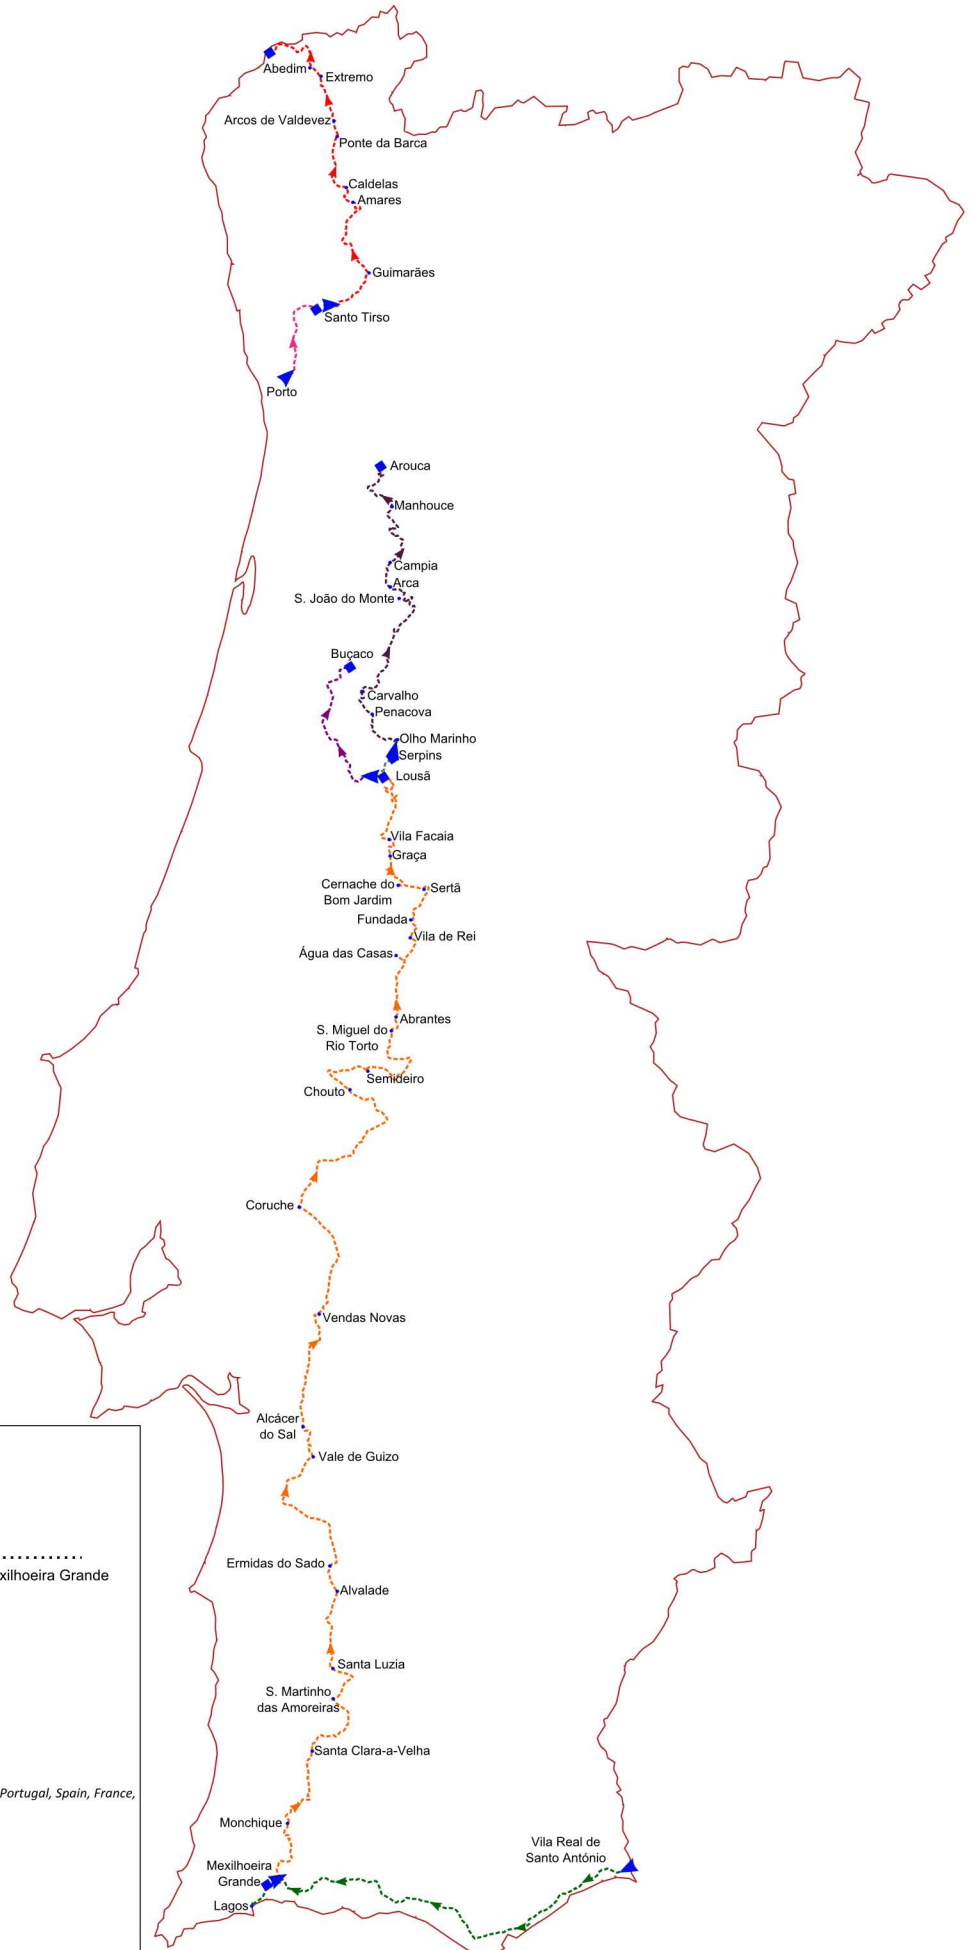 Abedim
Extremo
Arcos de Valdevez
Ponte da Barca
Caldelas
Amares
Guimarães
Santo Tirso
Porto
Arouca
Manhouce
Campia
Arca
S. João do Monte
Buçaco
Carvalho
Penacova
Olho Marinho
Serpins
Lousã
Vila Facaia
Graça
Cernache do
Bom Jardim
Sertã
Fundada
Vila de Rei
Água das Casas
Abrantes
S. Miguel do
Rio Torto
Semideiro
Chouto
Coruche
Vendas Novas
Alcácer
do Sal
Vale de Guizo
Ermidas do Sado
xilhoeira Grande
Alvalade
Santa Luzia
S. Martinho
das Amoreiras
Santa Clara-a-Velha
Portugal, Spain, France,
Monchique
Vila Real de
Santo António
Mexilhoeira
Grande
Lagos